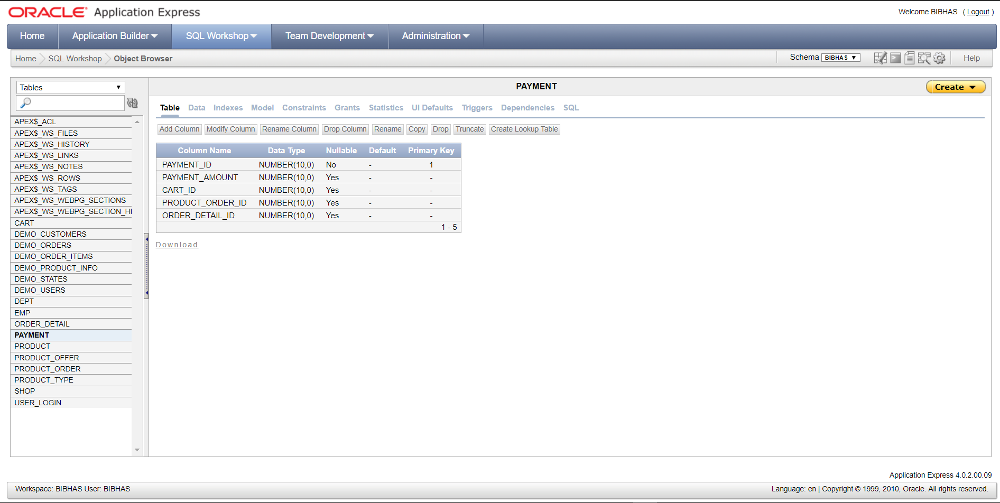 ORACLE Application Express
Welcome BIBHAS ( Logout )
Home Application Builder SQL Workshop Team Development Administration
Home SQL Workshop Object Browser
Schema BIBHAS Help
Tables
PAYMENT
Create
Table Data Indexes Model Constraints Grants Statistics UI Defaults Triggers Dependencies SQL
Add Column Modify Column Rename Column Drop Column Rename Copy Drop Truncate Create Lookup Table
Column Name Data Type Nullable Default Primary Key
PAYMENT_ID NUMBER(10,0) No - 1
PAYMENT_AMOUNT NUMBER(10,0) Yes - -
CART_ID NUMBER(10,0) Yes - -
PRODUCT_ORDER_ID NUMBER(10,0) Yes - -
ORDER_DETAIL_ID NUMBER(10,0) Yes - -
1 - 5
Download
APEX$_ACL
APEX$_WS_FILES
APEX$_WS_HISTORY
APEX$_WS_LINKS
APEX$_WS_NOTES
APEX$_WS_ROWS
APEX$_WS_TAGS
APEX$_WS_WEBPG_SECTIONS
APEX$_WS_WEBPG_SECTION_HI
CART
DEMO_CUSTOMERS
DEMO_ORDERS
DEMO_ORDER_ITEMS
DEMO_PRODUCT_INFO
DEMO_STATES
DEMO_USERS
DEPT
EMP
ORDER_DETAIL
PAYMENT
PRODUCT
PRODUCT_OFFER
PRODUCT_ORDER
PRODUCT_TYPE
SHOP
USER_LOGIN
Application Express 4.0.2.00.09
Workspace: BIBHAS User: BIBHAS
Language: en | Copyright © 1999, 2010, Oracle. All rights reserved.